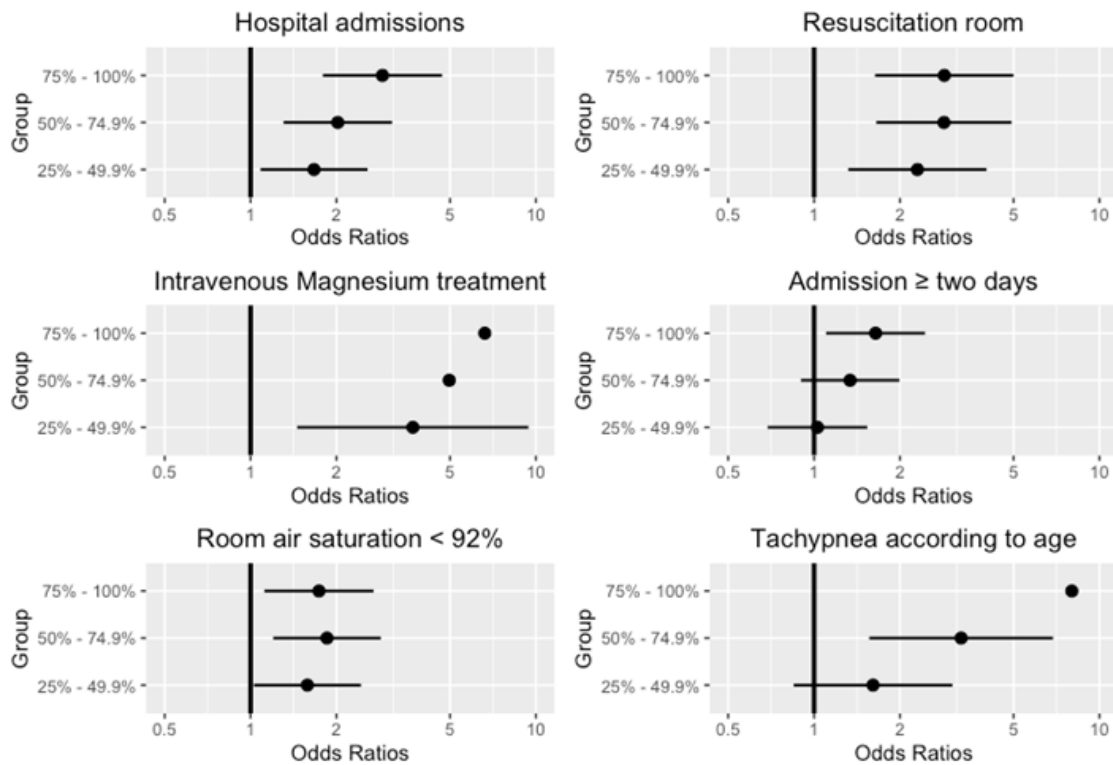 Hospital admissions
Group
75% - 100%
50% - 74.9%
25% - 49.9%
0.5 1 2 5 10
Odds Ratios
Resuscitation room
Group
75% - 100%
50% - 74.9%
25% - 49.9%
0.5 1 2 5 10
Odds Ratios
Intravenous Magnesium treatment
Group
75% - 100%
50% - 74.9%
25% - 49.9%
0.5 1 2 5 10
Odds Ratios
Admission ≥ two days
Group
75% - 100%
50% - 74.9%
25% - 49.9%
0.5 1 2 5 10
Odds Ratios
Room air saturation < 92%
Group
75% - 100%
50% - 74.9%
25% - 49.9%
0.5 1 2 5 10
Odds Ratios
Tachypnea according to age
Group
75% - 100%
50% - 74.9%
25% - 49.9%
0.5 1 2 5 10
Odds Ratios